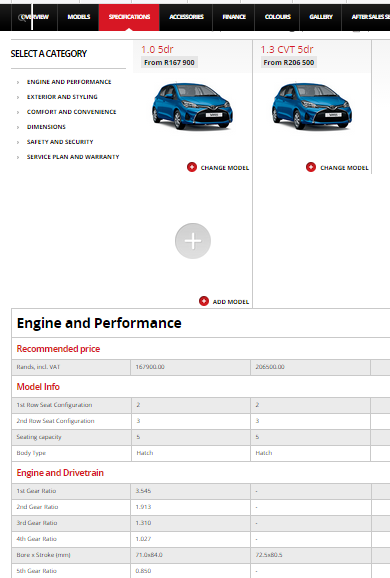 OVERVIEW MODELS SPECIFICATIONS ACCESSORIES FINANCE COLOURS GALLERY AFTER SALES S
SELECT A CATEGORY
› ENGINE AND PERFORMANCE
› EXTERIOR AND STYLING
› COMFORT AND CONVENIENCE
› DIMENSIONS
› SAFETY AND SECURITY
› SERVICE PLAN AND WARRANTY
1.0 5dr
From R167 900
CHANGE MODEL
1.3 CVT 5dr
From R206 500
CHANGE MODEL
ADD MODEL
Engine and Performance
Recommended price
Rands, incl. VAT 167900.00 206500.00
Model Info
1st Row Seat Configuration 2 2
2nd Row Seat Configuration 3 3
Seating capacity 5 5
Body Type Hatch Hatch
Engine and Drivetrain
1st Gear Ratio 3.545 -
2nd Gear Ratio 1.913 -
3rd Gear Ratio 1.310 -
4th Gear Ratio 1.027 -
Bore x Stroke (mm) 71.0x84.0 72.5x80.5
5th Gear Ratio 0.850 -